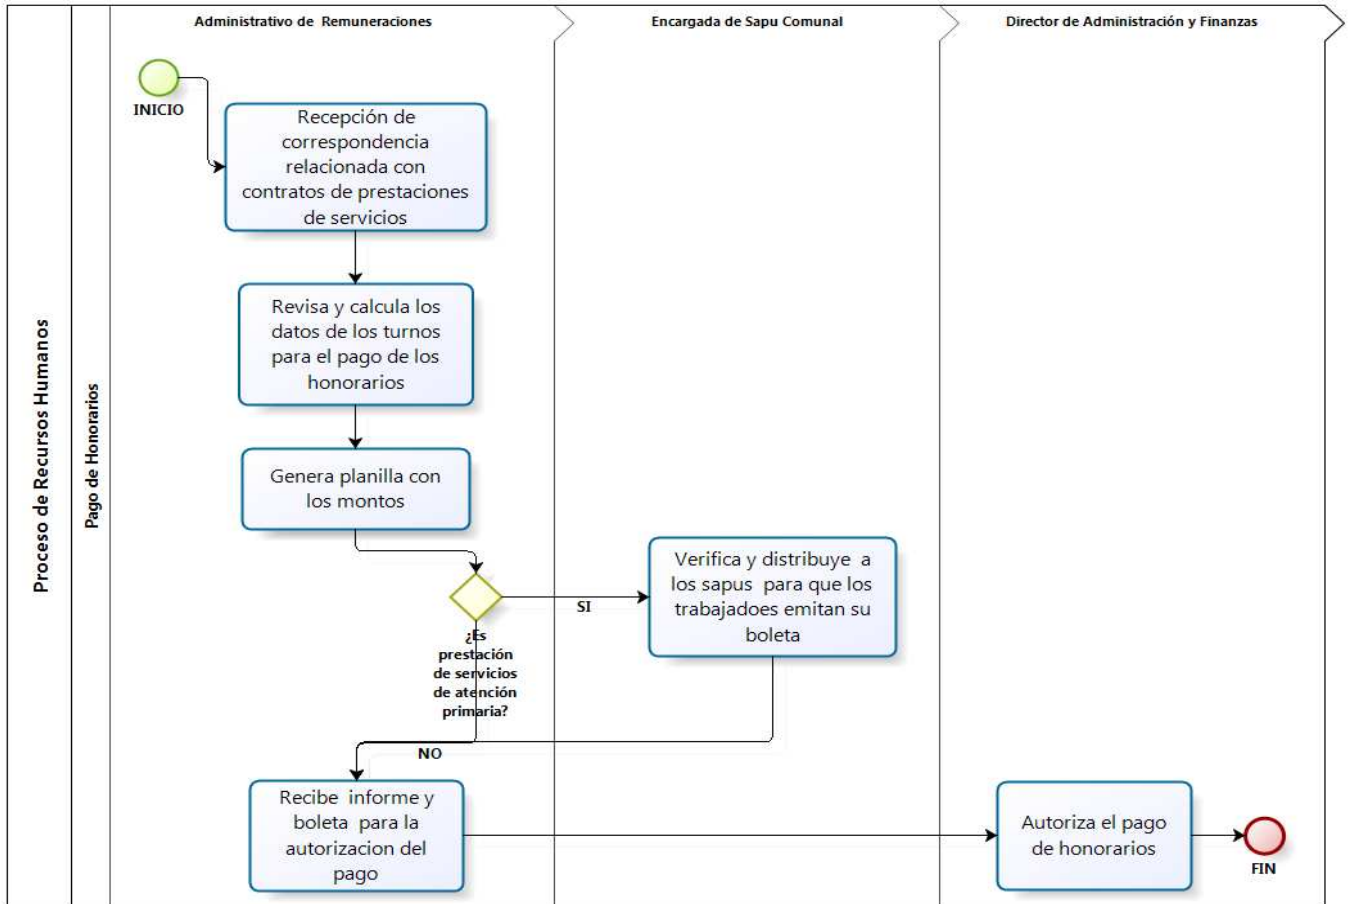 Administrativo de  Remuneraciones
Encargada de Sapu Comunal
Director de Administración y Finanzas
Proceso de Recursos Humanos
Pago de Honorarios
INICIO
Recepción de
correspondencia
relacionada con
contratos de prestaciones
de servicios
Revisa y calcula los
datos de los turnos
para el pago de los
honorarios
Genera planilla con
los montos
¿Es
prestación
de servicios
de atención
primaria?
SI
Verifica y distribuye  a
los sapus  para que los
trabajadoes emitan su
boleta
NO
Recibe  informe y
boleta  para la
autorizacion del
pago
Autoriza el pago
de honorarios
FIN